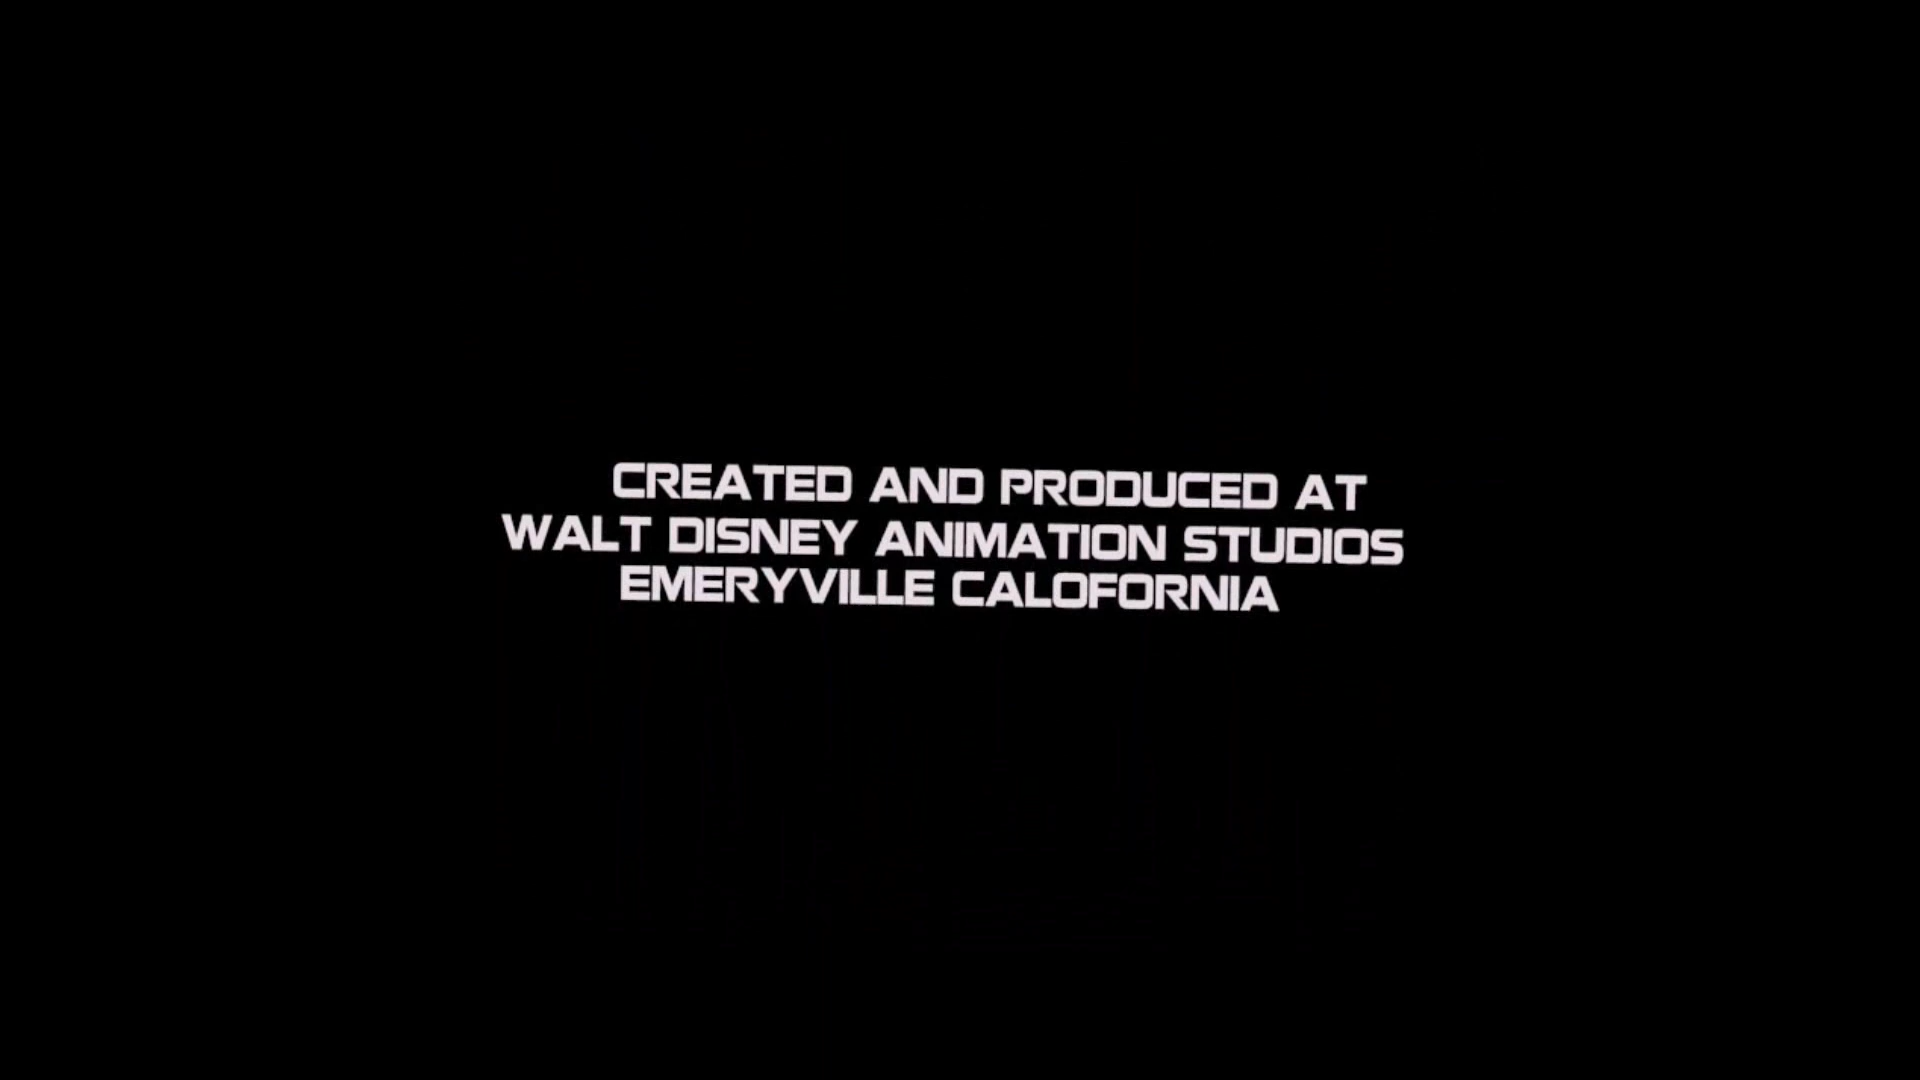 CREATED AND PRODUCED AT
WALT DISNEY ANIMATION STUDIOS
EMERYVILLE CALOFORNIA